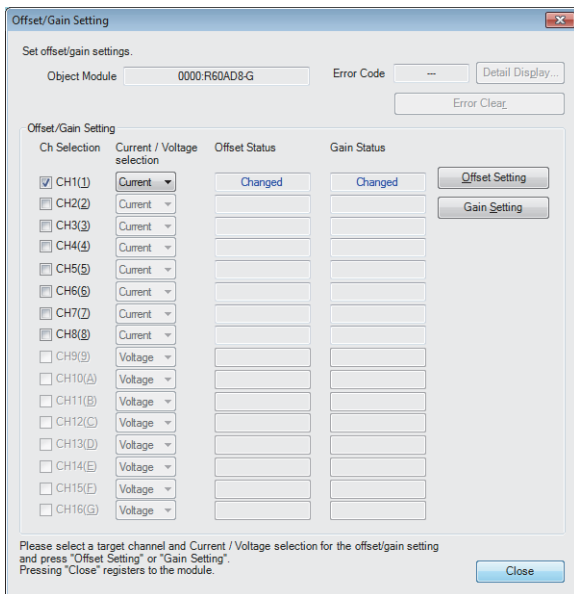 Offset/Gain Setting
Set offset/gain settings.
Object Module 0000:R60AD8-G Error Code --- Detail Display...
Error Clear
Offset/Gain Setting
Ch Selection Current / Voltage selection Offset Status Gain Status
CH1(1) Current Changed Changed Offset Setting
CH2(2) Current Gain Setting
CH3(3) Current
CH4(4) Current
CH5(5) Current
CH6(6) Current
CH7(7) Current
CH8(8) Current
CH9(9) Voltage
CH10(A) Voltage
CH11(B) Voltage
CH12(C) Voltage
CH13(D) Voltage
CH14(E) Voltage
CH15(F) Voltage
CH16(G) Voltage
Please select a target channel and Current / Voltage selection for the offset/gain setting
and press "Offset Setting" or "Gain Setting".
Pressing "Close" registers to the module.
Close